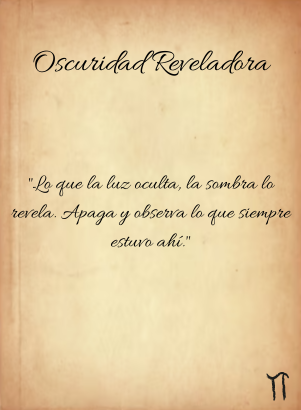 Oscuridad Reveladora
"Lo que la luz oculta, la sombra lo
revela. Apaga y observa lo que siempre
estuvo ahí."